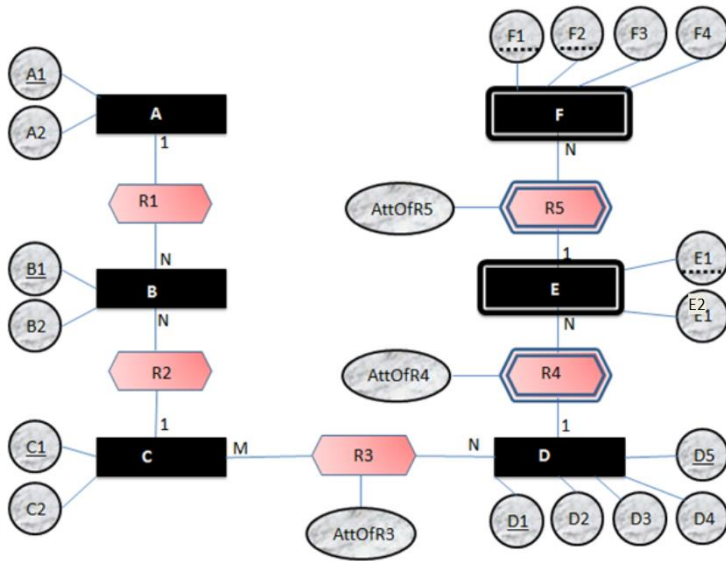 A1
A2
A
1
R1
N
B1
B2
B
N
R2
1
C1
C2
C
M
R3
N
AttOfR3
F1
F2
F3
F4
F
N
AttOfR5
R5
1
E1
E2
E1
E
N
AttOfR4
R4
1
D
D5
D1
D2
D3
D4